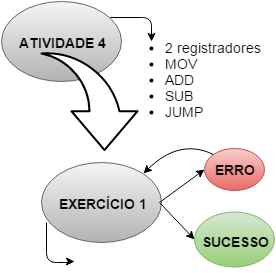 ATIVIDADE 4
• 2 registradores
• MOV
• ADD
• SUB
• JUMP
ERRO
EXERCÍCIO 1
SUCESSO